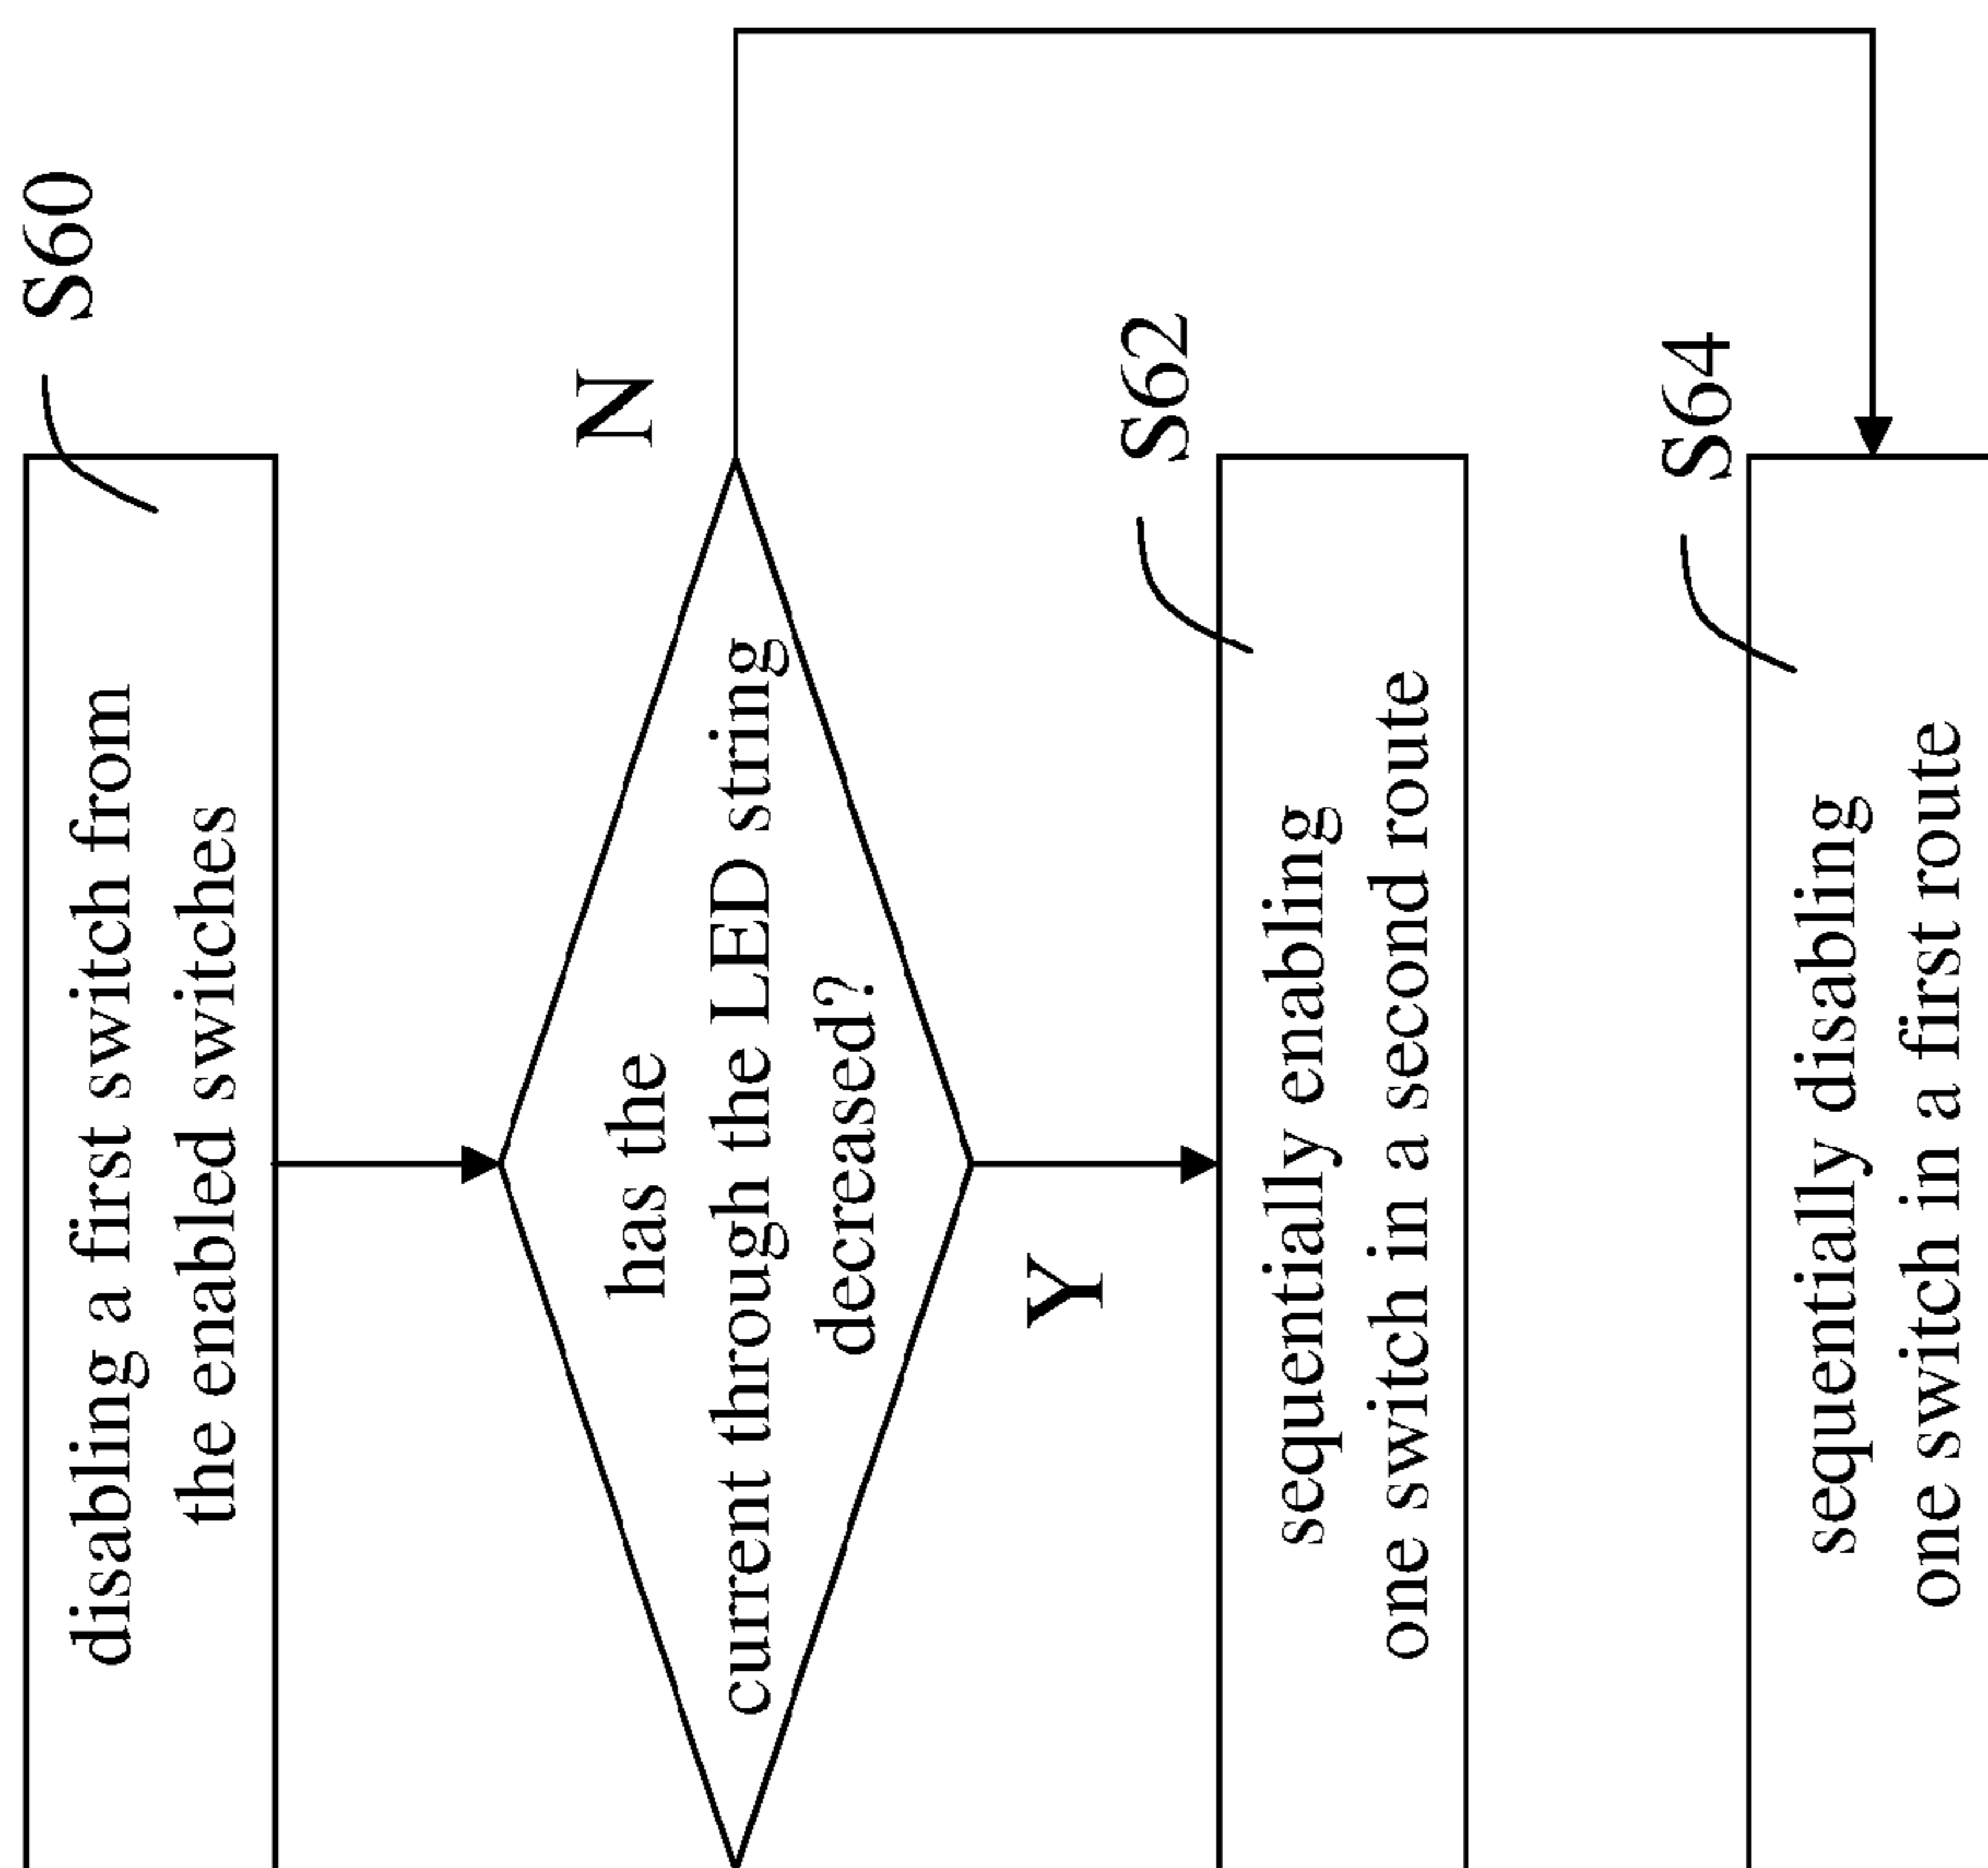 S60
disabling a first switch from
the enabled switches
N
has the
current through the LED string
decreased?
Y
S62
sequentially enabling
one switch in a second route
S64
sequentially disabling
one switch in a first route